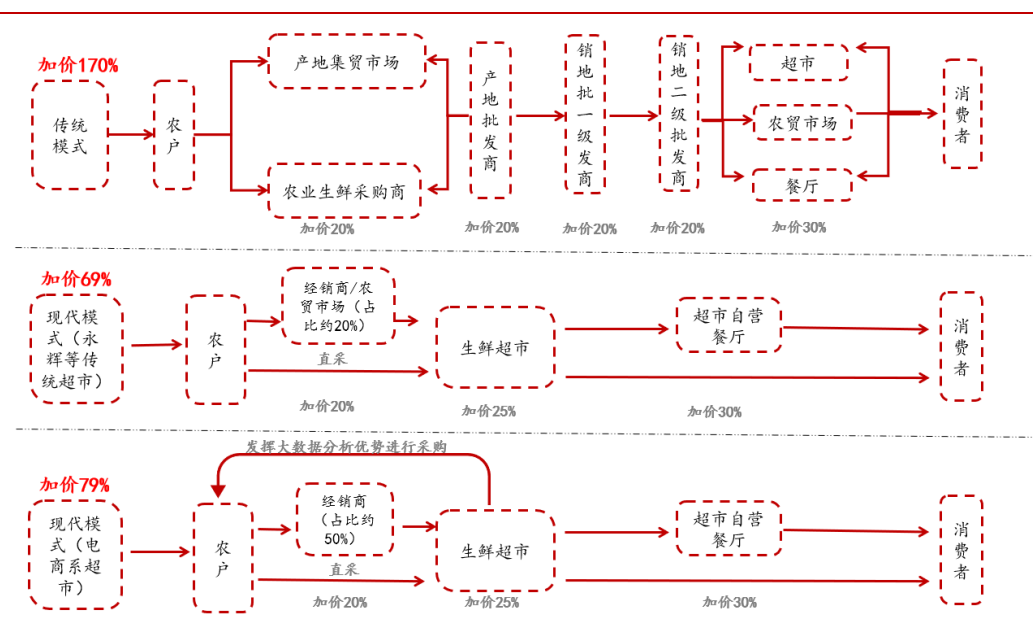 加价170%
传统
模式
农
户
产地集贸市场
农业生鲜采购商
加价20%
产
地
批
发
商
加价20%
销
地
批
一
级
发
商
加价20%
销
地
二
级
批
发
商
加价20%
超市
农贸市场
餐厅
加价30%
消
费
者
加价69%
现代模
式（永
辉等传
统超市）
农
户
经销商/农
贸市场（占
比约20%）
直采
加价20%
生鲜超市
加价25%
超市自营
餐厅
加价30%
消
费
者
发挥大数据分析优势进行采购
加价79%
现代模
式（电
商系超
市）
农
户
经销商
（占比约
50%）
直采
加价20%
生鲜超市
加价25%
超市自营
餐厅
加价30%
消
费
者